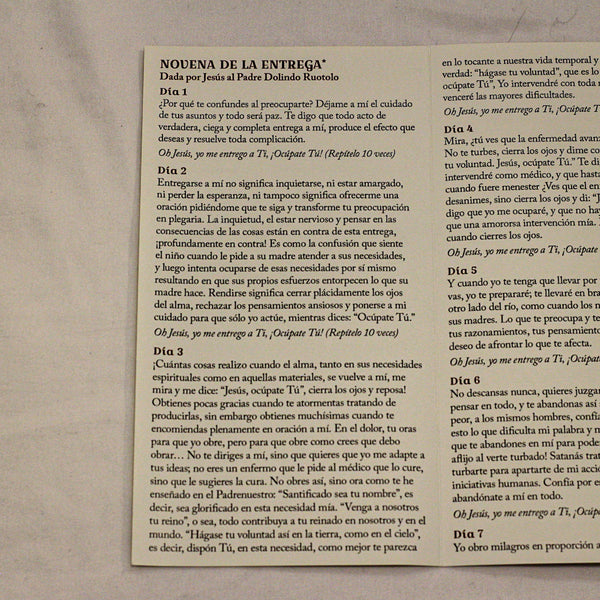 NOVENA DE LA ENTREGA*
Dada por Jesús al Padre Dolindo Ruotolo
Día 1
¿Por qué te confundes al preocuparte? Déjame a mí el cuidado
de tus asuntos y todo será paz. Te digo que todo acto de
verdadera, ciega y completa entrega a mí, produce el efecto que
deseas y resuelve toda complicación.
Oh Jesús, yo me entrego a Ti, ¡Ocúpate Tú! (Repítelo 10 veces)
Día 2
Entregarse a mí no significa inquietarse, ni estar amargado,
ni perder la esperanza, ni tampoco significa ofrecerme una
oración pidiéndome que te siga y transforme tu preocupación
en plegaria. La inquietud, el estar nervioso y pensar en las
consecuencias de las cosas están en contra de esta entrega,
¡profundamente en contra! Es como la confusión que siente
el niño cuando le pide a su madre atender a sus necesidades,
y luego intenta ocuparse de esas necesidades por sí mismo
resultando en que sus propios esfuerzos entorpecen lo que su
madre hace. Rendirse significa cerrar plácidamente los ojos
del alma, rechazar los pensamientos ansiosos y ponerse a mi
cuidado para que sólo yo actúe, mientras dices: “Ocúpate Tú.”
Oh Jesús, yo me entrego a Ti, ¡Ocúpate Tú! (Repítelo 10 veces)
Día 3
¡Cuántas cosas realizo cuando el alma, tanto en sus necesidades
espirituales como en aquellas materiales, se vuelve a mí, me
mira y me dice: “Jesús, ocúpate Tú”, cierra los ojos y reposa!
Obtienes pocas gracias cuando te atormentas tratando de
producirlas, sin embargo obtienes muchísimas cuando te
encomiendas plenamente en oración a mí. En el dolor, tu oras
para que yo obre, pero para que obre como crees que debo
obrar... No te diriges a mí, sino que quieres que yo me adapte a
tus ideas; no eres un enfermo que le pide al médico que lo cure,
sino que le sugieres la cura. No obres así, sino ora como te he
enseñado en el Padrenuestro: “Santificado sea tu nombre”, es
decir, sea glorificado en esta necesidad mía. “Venga a nosotros
tu reino”, o sea, todo contribuya a tu reinado en nosotros y en el
mundo. “Hágase tu voluntad así en la tierra, como en el cielo”,
es decir, dispón Tú, en esta necesidad, como mejor te parezca
en lo tocante a nuestra vida temporal y
verdad: “hágase tu voluntad”, que es lo
ocúpate Tú”, Yo intervendré con toda
venceré las mayores dificultades.
Oh Jesús, yo me entrego a Ti, ¡Ocúpate T
Día 4
Mira, ¿tú ves que la enfermedad avan
No te turbes, cierra los ojos y dime co
tu voluntad. Jesús, ocúpate Tú.” Te di
intervendré como médico, y que hast
cuando fuere menester ¿Ves que el en
desanimes, sino cierra los ojos y di: “J
digo que yo me ocuparé, y que no hay
que una amorosa intervención mía.
cuando cierres los ojos.
Oh Jesús, yo me entrego a Ti, ¡Ocúpate
Día 5
Y cuando yo te tenga que llevar por
vas, yo te prepararé; te llevaré en bra
otro lado del río, como cuando los n
sus madres. Lo que te preocupa y te
tus razonamientos, tus pensamiento
deseo de afrontar lo que te afecta.
Oh Jesús, yo me entrego a Ti, ¡Ocúpate
Día 6
No descansas nunca, quieres juzgar
pensar en todo, y te abandonas así
peor, a los mismos hombres, confia
esto lo que dificulta mi palabra y m
que te abandones en mí para pode
aflijo al verte turbado! Satanás trat
turbarte para apartarte de mi acció
iniciativas humanas. Confía por es
abandónate a mí en todo.
Oh Jesús, yo me entrego a Ti, ¡Ocúpa
Día 7
Yo obro milagros en proporción a